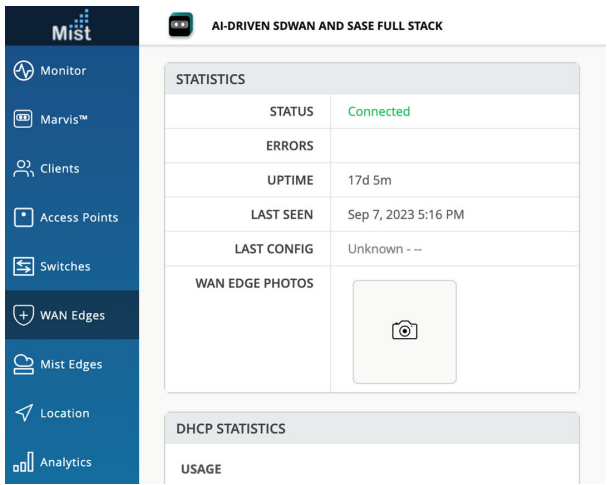 Mist
AI-DRIVEN SDWAN AND SASE FULL STACK
Monitor
Marvis™
Clients
Access Points
Switches
WAN Edges
Mist Edges
Location
Analytics
STATISTICS
STATUS Connected
ERRORS
UPTIME 17d 5m
LAST SEEN Sep 7, 2023 5:16 PM
LAST CONFIG Unknown - --
WAN EDGE PHOTOS
DHCP STATISTICS
USAGE